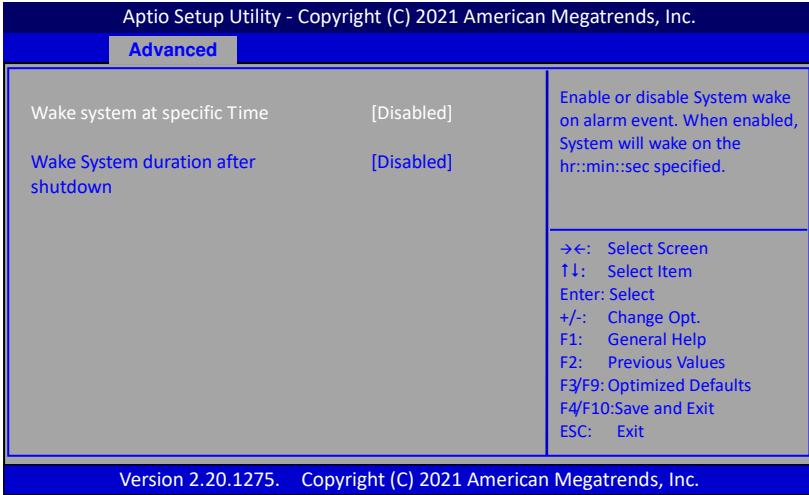 Aptio Setup Utility - Copyright (C) 2021 American Megatrends, Inc.
Advanced
Wake system at specific Time [Disabled]
Wake System duration after [Disabled]
shutdown
Enable or disable System wake
on alarm event. When enabled,
System will wake on the
hr::min::sec specified.
→←: Select Screen
↑↓: Select Item
Enter: Select
+/-: Change Opt.
F1: General Help
F2: Previous Values
F3/F9: Optimized Defaults
F4/F10:Save and Exit
ESC: Exit
Version 2.20.1275. Copyright (C) 2021 American Megatrends, Inc.